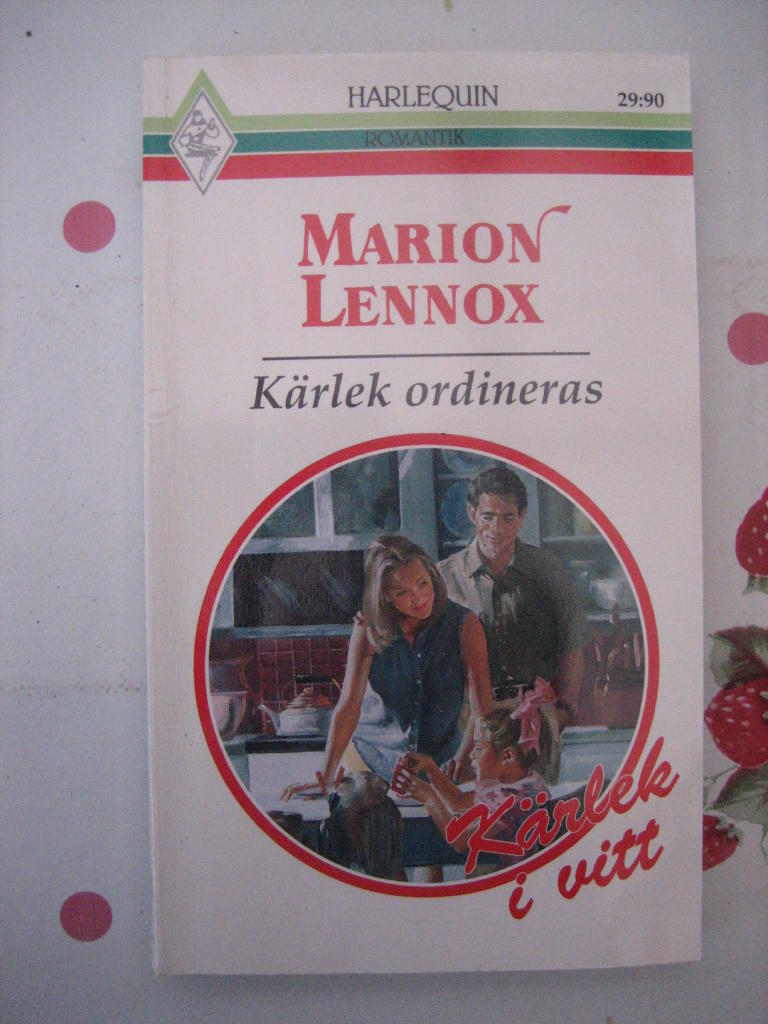 HARLEQUIN
29:90
ROMANTIK
MARION
LENNOX
Kärlek ordineras
Kärlek
i vitt